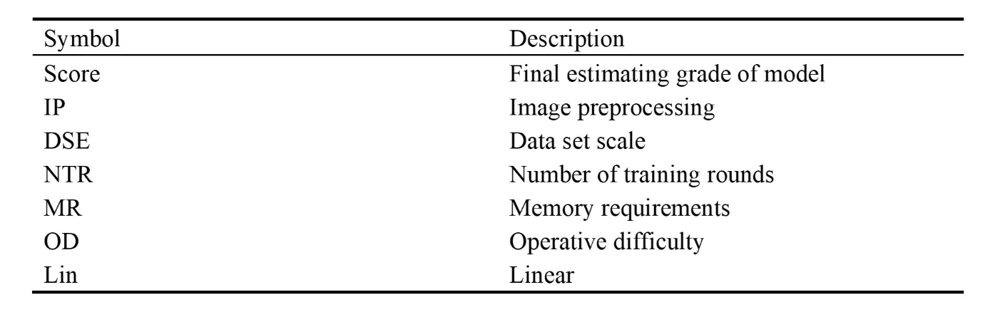 Symbol Description
Score Final estimating grade of model
IP Image preprocessing
DSE Data set scale
NTR Number of training rounds
MR Memory requirements
OD Operative difficulty
Lin Linear